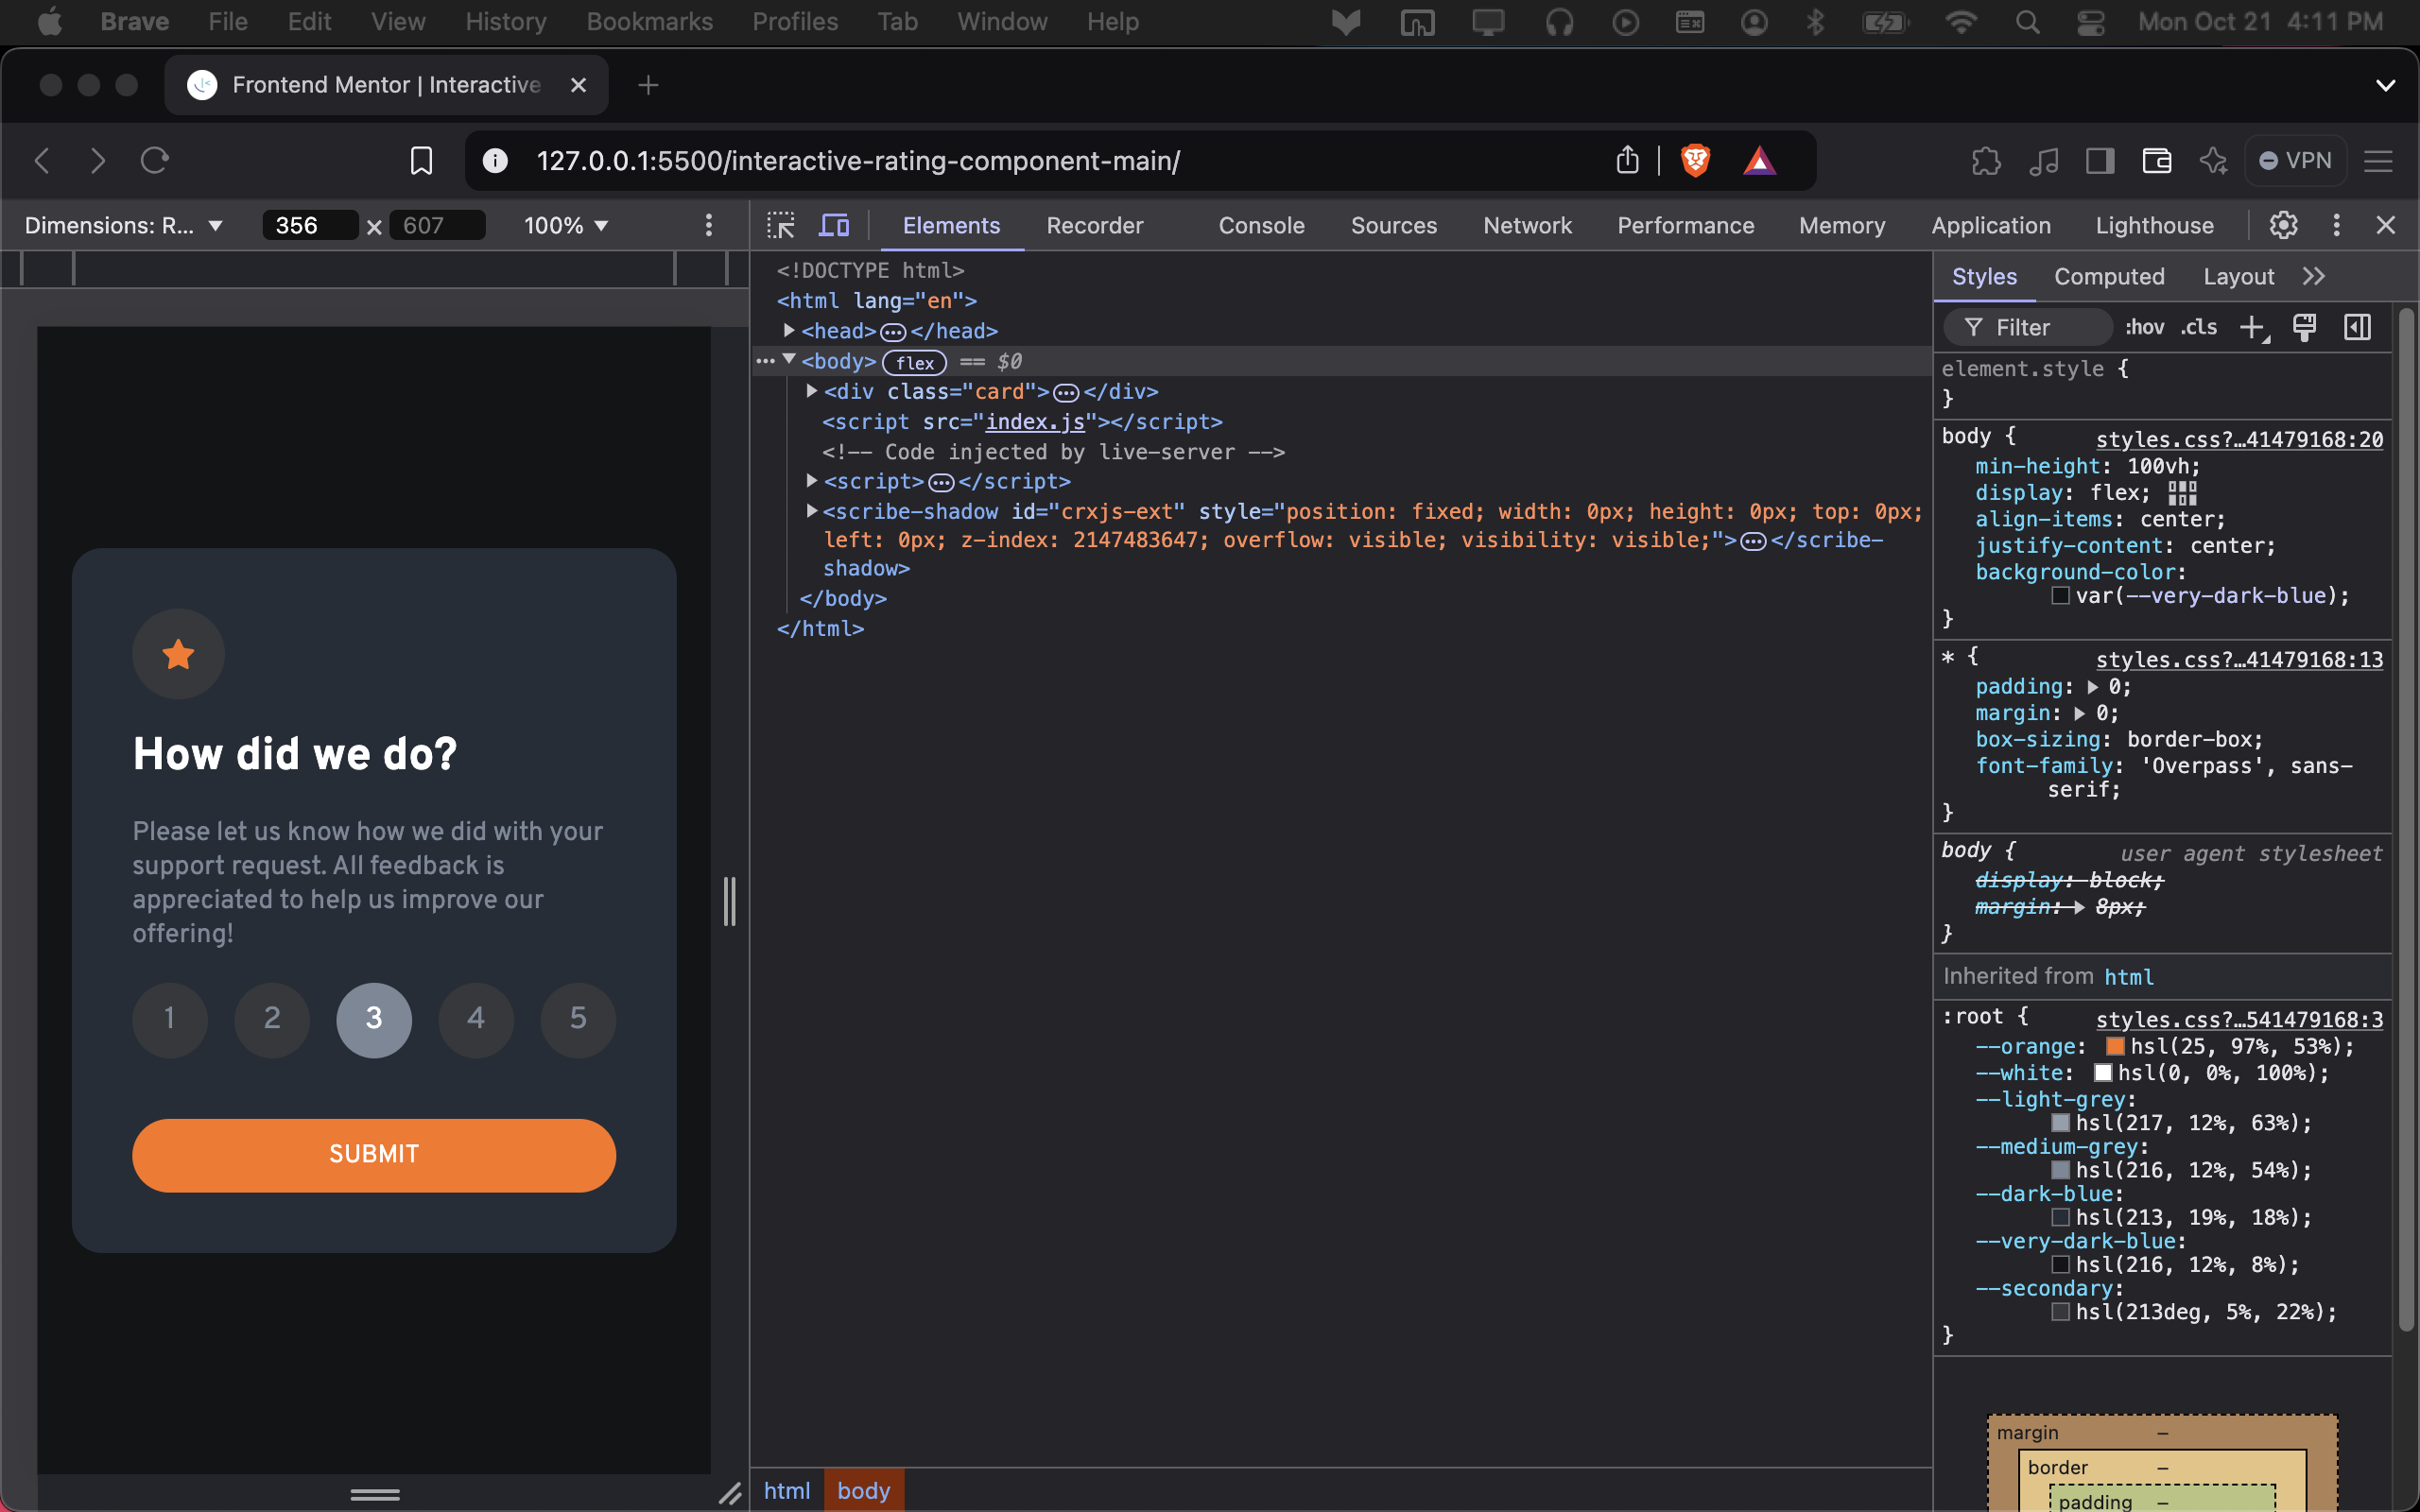 Brave File Edit View History Bookmarks Profiles Tab Window Help Mon Oct 21 4:11 PM
Frontend Mentor | Interactive
127.0.0.1:5500/interactive-rating-component-main/ VPN
Dimensions: R... 356 x 607 100%
How did we do?
Please let us know how we did with your
support request. All feedback is
appreciated to help us improve our
offering!
1 2 3 4 5
SUBMIT
Elements Recorder Console Sources Network Performance Memory Application Lighthouse
<!DOCTYPE html>
<html lang="en">
<head>…</head>
… <body> flex == $0
<div class="card">…</div>
<script src="index.js"></script>
<!-- Code injected by live-server -->
<script>…</script>
<scribe-shadow id="crxjs-ext" style="position: fixed; width: 0px; height: 0px; top: 0px;
left: 0px; z-index: 2147483647; overflow: visible; visibility: visible;">…</scribe-
shadow>
</body>
</html>
html body
Styles Computed Layout
Filter :hov .cls
element.style {
}
body { styles.css?…41479168:20
min-height: 100vh;
display: flex;
align-items: center;
justify-content: center;
background-color:
var(--very-dark-blue);
}
* { styles.css?…41479168:13
padding: 0;
margin: 0;
box-sizing: border-box;
font-family: 'Overpass', sans-
serif;
}
body { user agent stylesheet
display: block;
margin: 8px;
}
Inherited from html
:root { styles.css?…541479168:3
--orange: hsl(25, 97%, 53%);
--white: hsl(0, 0%, 100%);
--light-grey:
hsl(217, 12%, 63%);
--medium-grey:
hsl(216, 12%, 54%);
--dark-blue:
hsl(213, 19%, 18%);
--very-dark-blue:
hsl(216, 12%, 8%);
--secondary:
hsl(213deg, 5%, 22%);
}
margin –
border –
padding –